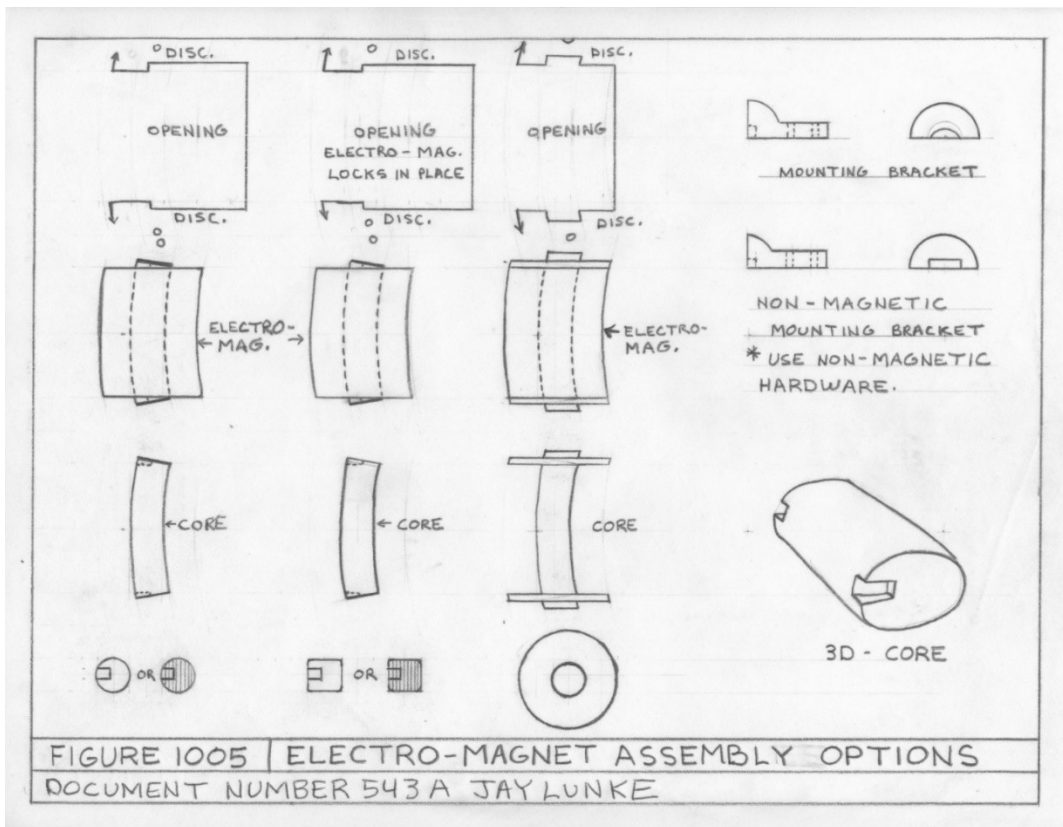 DISC.
DISC.
DISC.
OPENING
OPENING
ELECTRO-MAG.
LOCKS IN PLACE
OPENING
DISC.
DISC.
DISC.
MOUNTING BRACKET
NON-MAGNETIC
MOUNTING BRACKET
* USE NON-MAGNETIC
HARDWARE.
ELECTRO-
MAG.
ELECTRO-
MAG.
CORE
CORE
CORE
3D-CORE
OR
OR
FIGURE 1005 ELECTRO-MAGNET ASSEMBLY OPTIONS
DOCUMENT NUMBER 543 A JAY LUNKE